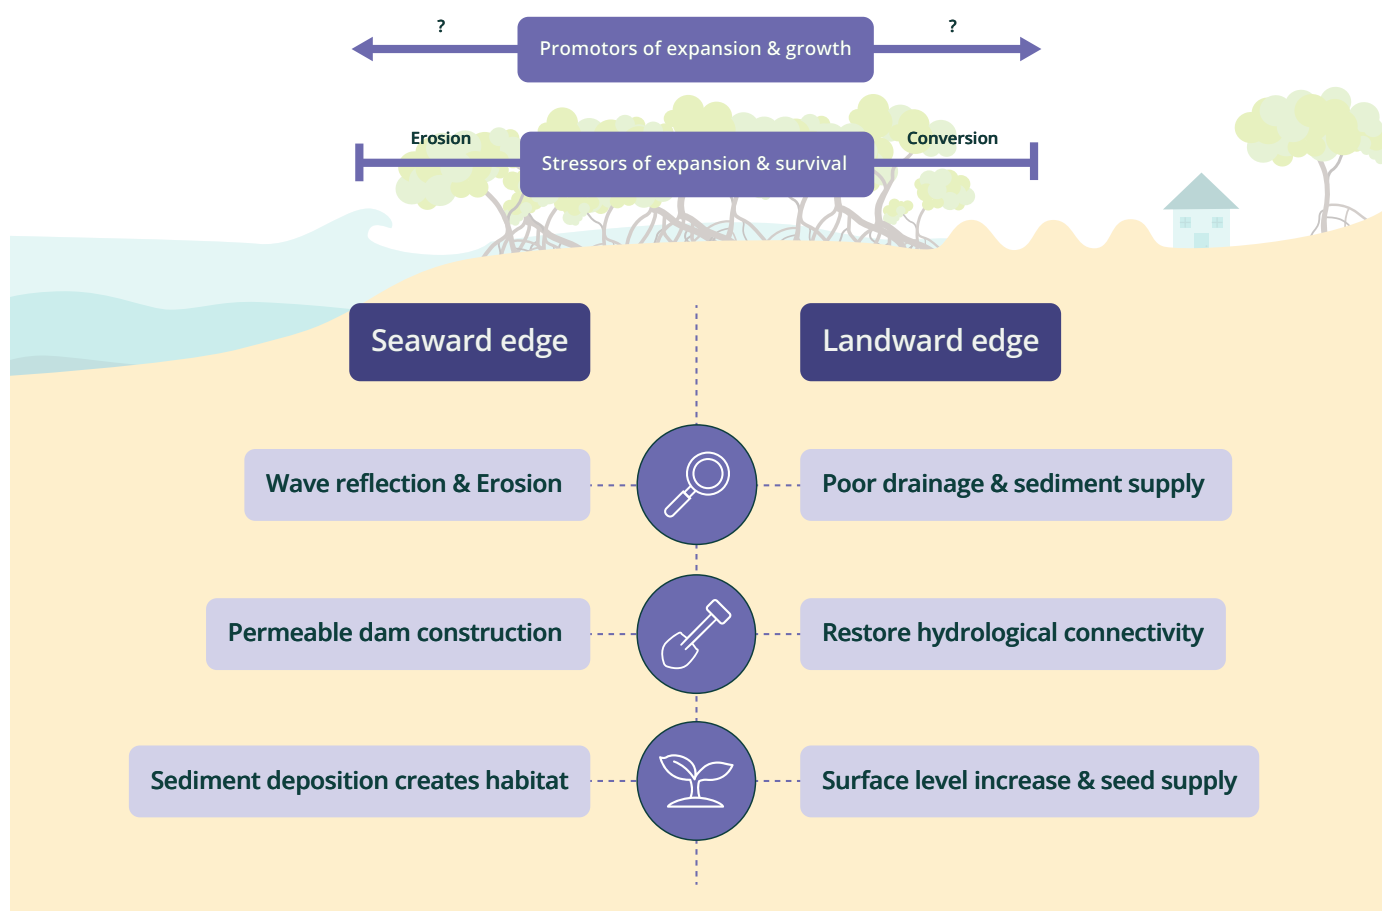 ? ?
Promotors of expansion & growth
Erosion Conversion
Stressors of expansion & survival
Seaward edge Landward edge
Wave reflection & Erosion Poor drainage & sediment supply
Permeable dam construction Restore hydrological connectivity
Sediment deposition creates habitat Surface level increase & seed supply